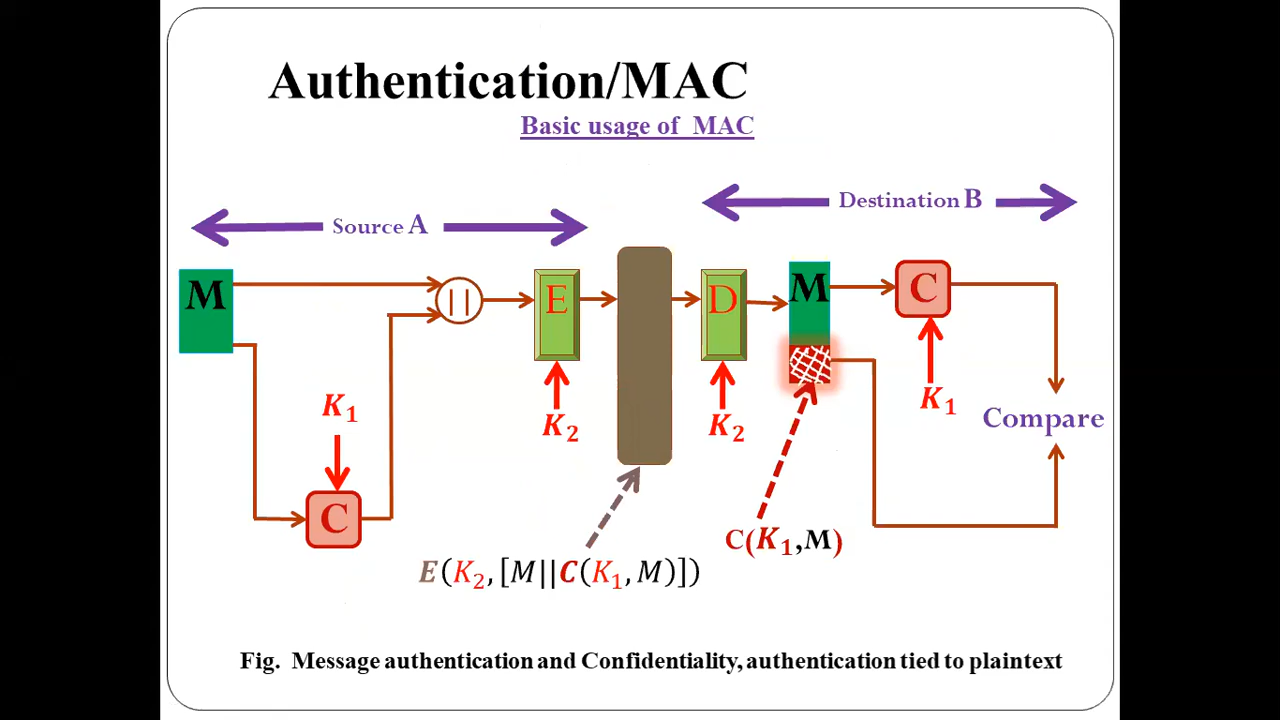 Authentication/MAC
Basic usage of MAC
Source A
Destination B
M
||
E
D
M
C
K₁
K₂
K₂
K₁
Compare
C
C(K₁,M)
E(K₂,[M||C(K₁,M)])
Fig. Message authentication and Confidentiality, authentication tied to plaintext